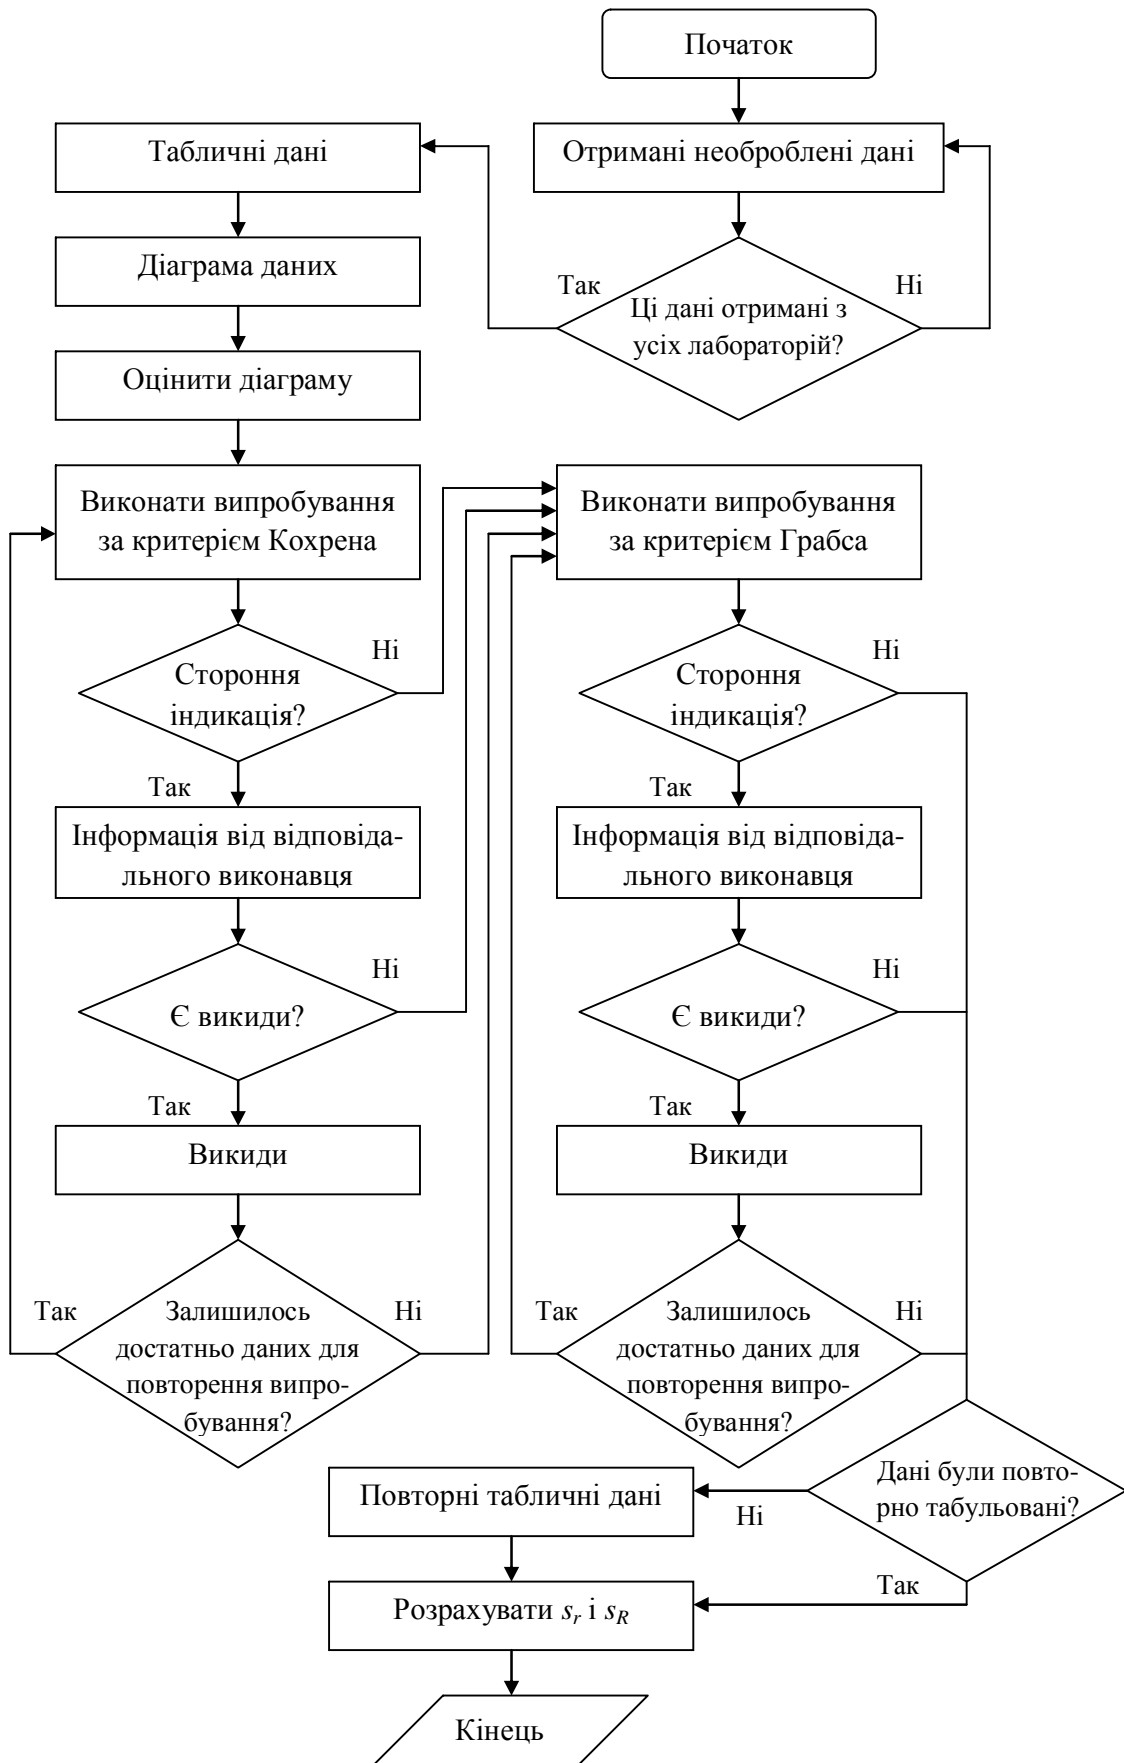 Початок
Отримані необроблені дані
Ці дані отримані з
усіх лабораторій?
Так
Ні
Табличні дані
Діаграма даних
Оцінити діаграму
Виконати випробування
за критерієм Кохрена
Стороння
індикація?
Ні
Так
Інформація від відповіда-
льного виконавця
Є викиди?
Ні
Так
Викиди
Залишилось
достатньо даних для
повторення випро-
бування?
Так
Ні
Виконати випробування
за критерієм Грабса
Стороння
індикація?
Ні
Так
Інформація від відповіда-
льного виконавця
Є викиди?
Ні
Так
Викиди
Залишилось
достатньо даних для
повторення випро-
бування?
Так
Ні
Дані були повто-
рно табульовані?
Ні
Так
Повторні табличні дані
Розрахувати sr і sR
Кінець